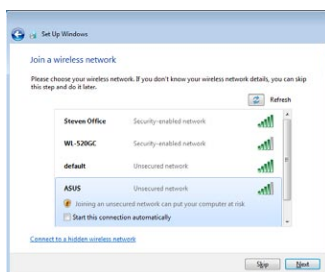 Set Up Windows
Join a wireless network
Please choose your wireless network. If you don't know your wireless network details, you can skip
this step and do it later.
Refresh
Steven Office Security-enabled network
WL-520GC Security-enabled network
default Unsecured network
ASUS Unsecured network
Joining an unsecured network can put your computer at risk
Start this connection automatically
Connect to a hidden wireless network
Skip Next